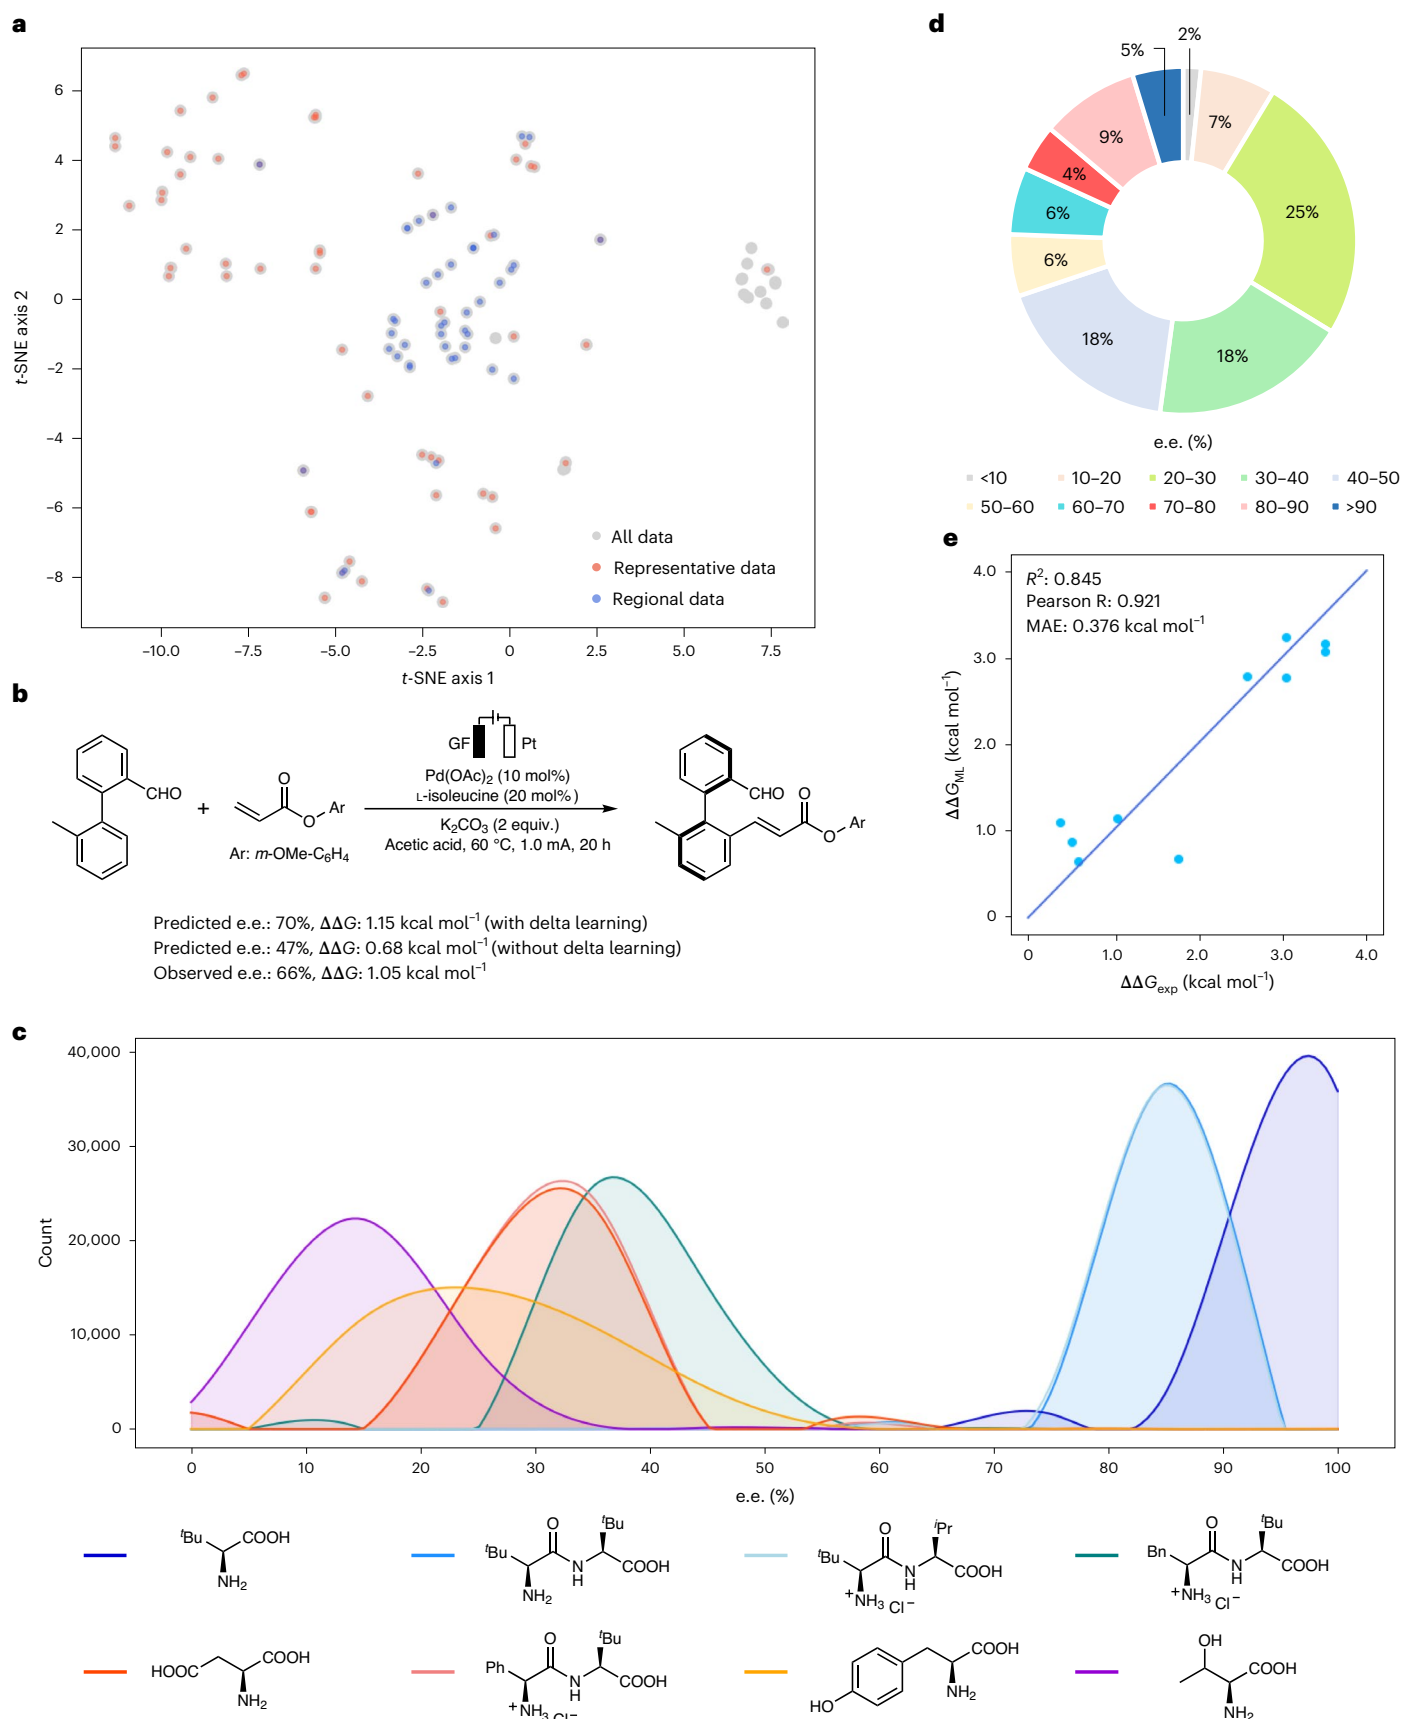 a
t-SNE axis 2
6
4
2
0
–2
–4
–6
–8
All data
Representative data
Regional data
–10.0
–7.5
–5.0
–2.5
0
2.5
5.0
7.5
t-SNE axis 1
d
2%
5%
7%
9%
4%
25%
6%
6%
18%
18%
e.e. (%)
<10
10–20
20–30
30–40
40–50
50–60
60–70
70–80
80–90
>90
b
GF
Pt
CHO
+
O
O
Ar
Ar: m-OMe-C6H4
Pd(OAc)2 (10 mol%)
L-isoleucine (20 mol%)
K2CO3 (2 equiv.)
Acetic acid, 60 °C, 1.0 mA, 20 h
CHO
O
O
Ar
Predicted e.e.: 70%, ΔΔG: 1.15 kcal mol–1 (with delta learning)
Predicted e.e.: 47%, ΔΔG: 0.68 kcal mol–1 (without delta learning)
Observed e.e.: 66%, ΔΔG: 1.05 kcal mol–1
e
R2: 0.845
Pearson R: 0.921
MAE: 0.376 kcal mol–1
ΔΔGML (kcal mol–1)
4.0
3.0
2.0
1.0
0
0
1.0
2.0
3.0
4.0
ΔΔGexp (kcal mol–1)
c
Count
40,000
30,000
20,000
10,000
0
0
10
20
30
40
50
60
70
80
90
100
e.e. (%)
tBu
COOH
NH2
tBu
O
NH2
N
H
tBu
COOH
tBu
O
+NH3 Cl–
N
H
iPr
COOH
Bn
O
+NH3 Cl–
N
H
tBu
COOH
HOOC
COOH
NH2
Ph
O
+NH3 Cl–
N
H
tBu
COOH
HO
COOH
NH2
OH
COOH
NH2